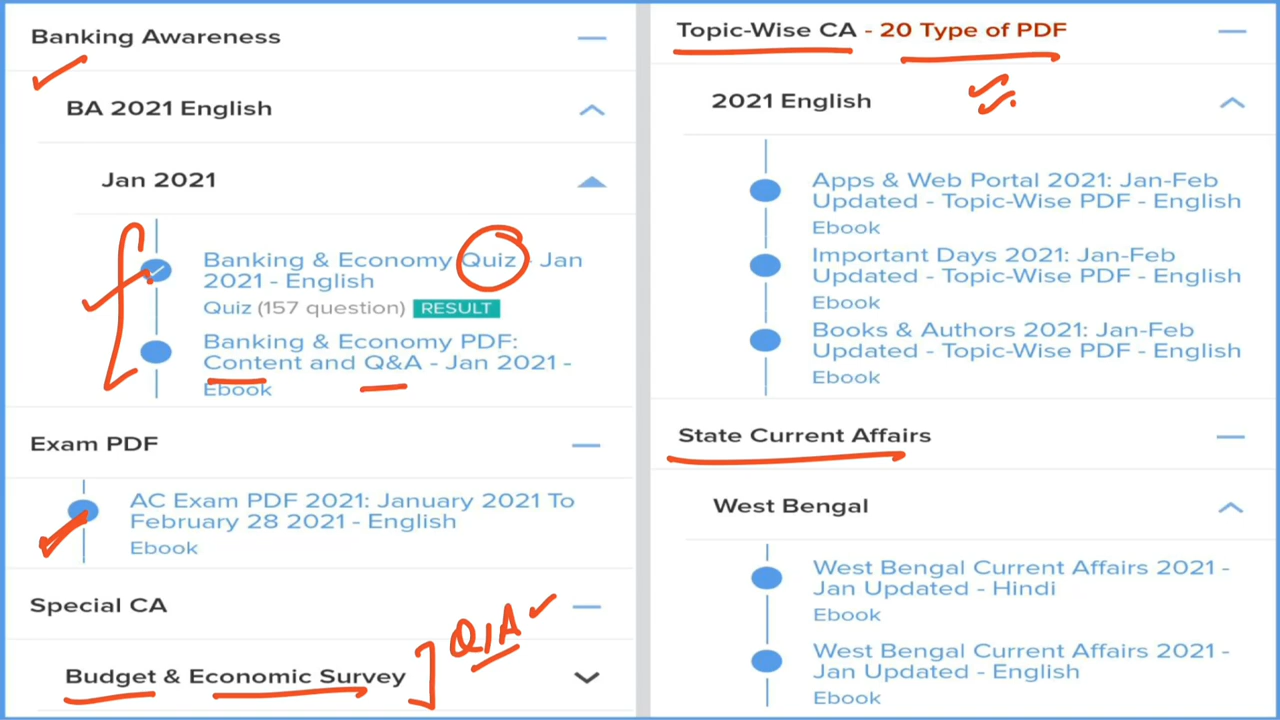 Banking Awareness
BA 2021 English
Jan 2021
Banking & Economy Quiz - Jan
2021 - English
Quiz (157 question) RESULT
Banking & Economy PDF:
Content and Q&A - Jan 2021 -
Ebook
Exam PDF
AC Exam PDF 2021: January 2021 To
February 28 2021 - English
Ebook
Special CA
Q/A
Budget & Economic Survey
Topic-Wise CA - 20 Type of PDF
2021 English
Apps & Web Portal 2021: Jan-Feb
Updated - Topic-Wise PDF - English
Ebook
Important Days 2021: Jan-Feb
Updated - Topic-Wise PDF - English
Ebook
Books & Authors 2021: Jan-Feb
Updated - Topic-Wise PDF - English
Ebook
State Current Affairs
West Bengal
West Bengal Current Affairs 2021 -
Jan Updated - Hindi
Ebook
West Bengal Current Affairs 2021 -
Jan Updated - English
Ebook